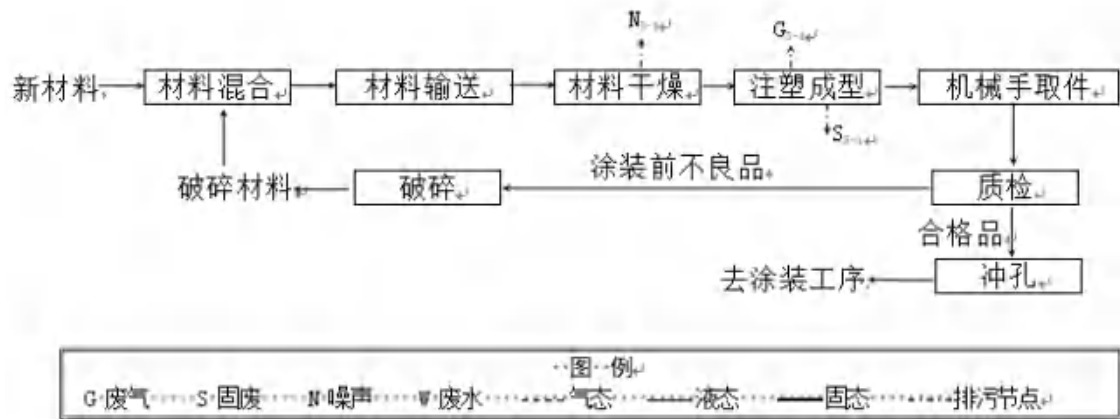 新材料
材料混合
材料输送
材料干燥
注塑成型
机械手取件
破碎材料
破碎
涂装前不良品
质检
合格品
去涂装工序
冲孔
图 例
G 废气 S 固废 N 噪声 W 废水 气态 液态 固态 排污节点